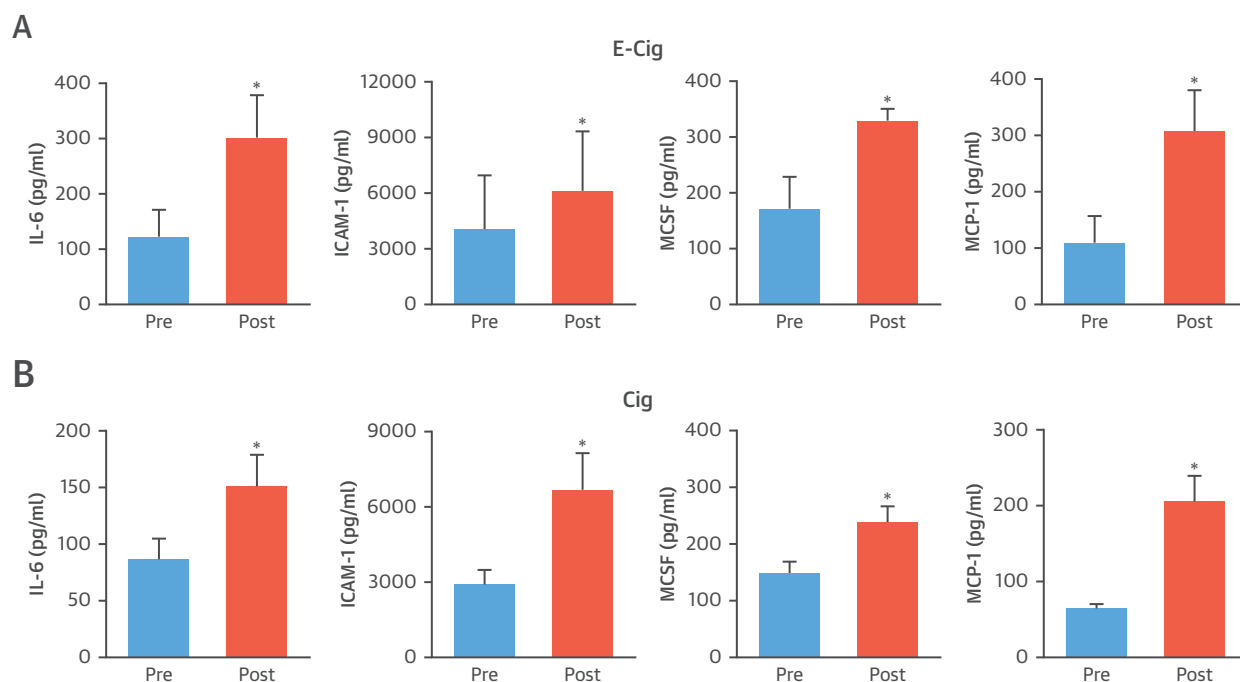 A
E-Cig
IL-6 (pg/ml)
400
300
200
100
0
Pre Post
*
ICAM-1 (pg/ml)
12000
9000
6000
3000
0
Pre Post
*
MCSF (pg/ml)
400
300
200
100
0
Pre Post
*
MCP-1 (pg/ml)
400
300
200
100
0
Pre Post
*
B
Cig
IL-6 (pg/ml)
200
150
100
50
0
Pre Post
*
ICAM-1 (pg/ml)
9000
6000
3000
0
Pre Post
*
MCSF (pg/ml)
400
300
200
100
0
Pre Post
*
MCP-1 (pg/ml)
300
200
100
0
Pre Post
*